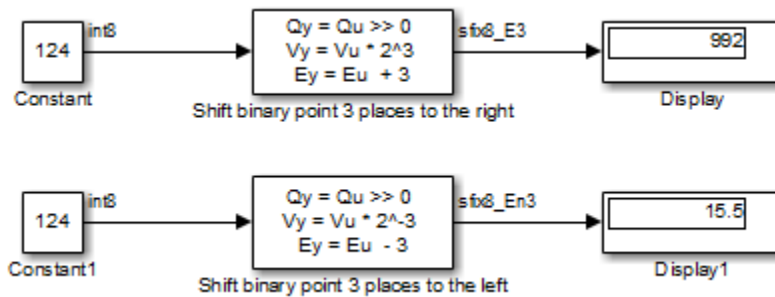 124
int8
Qy = Qu >> 0
Vy = Vu * 2^3
Ey = Eu + 3
sfix8_E3
992
Constant
Shift binary point 3 places to the right
Display
124
int8
Qy = Qu >> 0
Vy = Vu * 2^-3
Ey = Eu - 3
sfix8_En3
15.5
Constant1
Shift binary point 3 places to the left
Display1